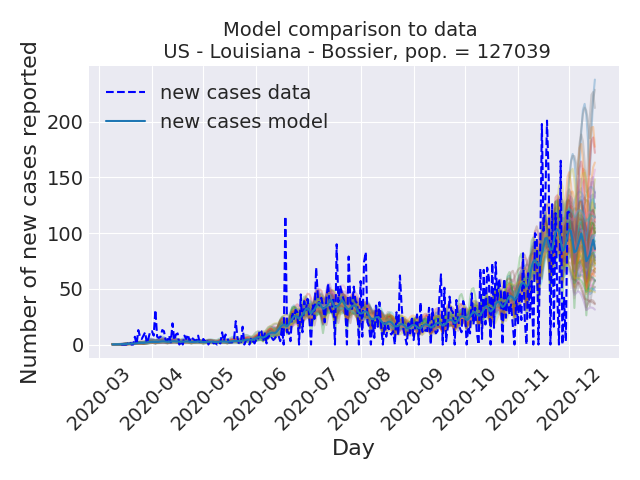 Model comparison to data
US - Louisiana - Bossier, pop. = 127039
Number of new cases reported
new cases data
new cases model
200
150
100
50
0
2020-03
2020-04
2020-05
2020-06
2020-07
2020-08
2020-09
2020-10
2020-11
2020-12
Day